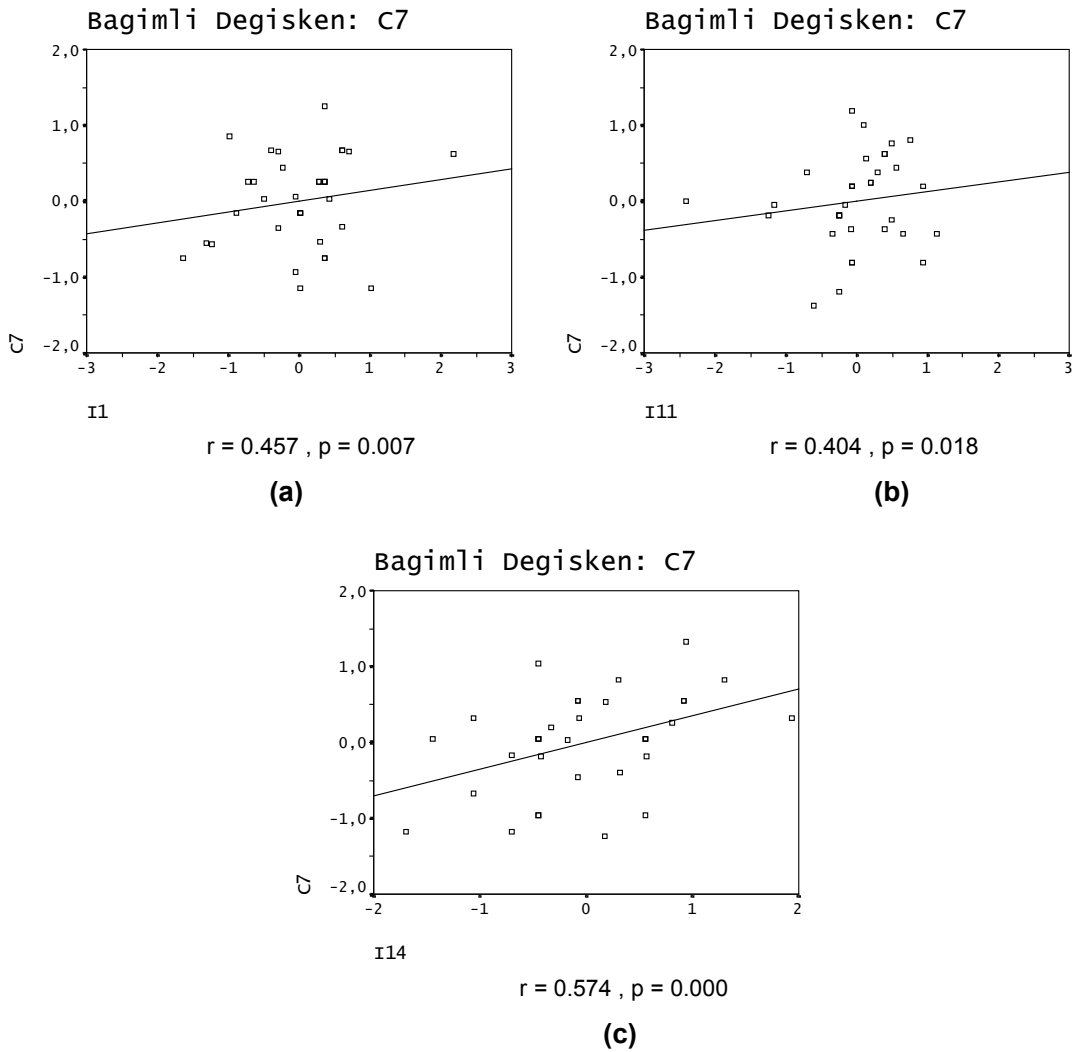 Bagimli Degisken: C7
2,0
1,0
0,0
-1,0
-2,0
C7
-3 -2 -1 0 1 2 3
I1
r = 0.457 , p = 0.007
(a)
Bagimli Degisken: C7
2,0
1,0
0,0
-1,0
-2,0
C7
-3 -2 -1 0 1 2 3
I11
r = 0.404 , p = 0.018
(b)
Bagimli Degisken: C7
2,0
1,0
0,0
-1,0
-2,0
C7
-2 -1 0 1 2
I14
r = 0.574 , p = 0.000
(c)